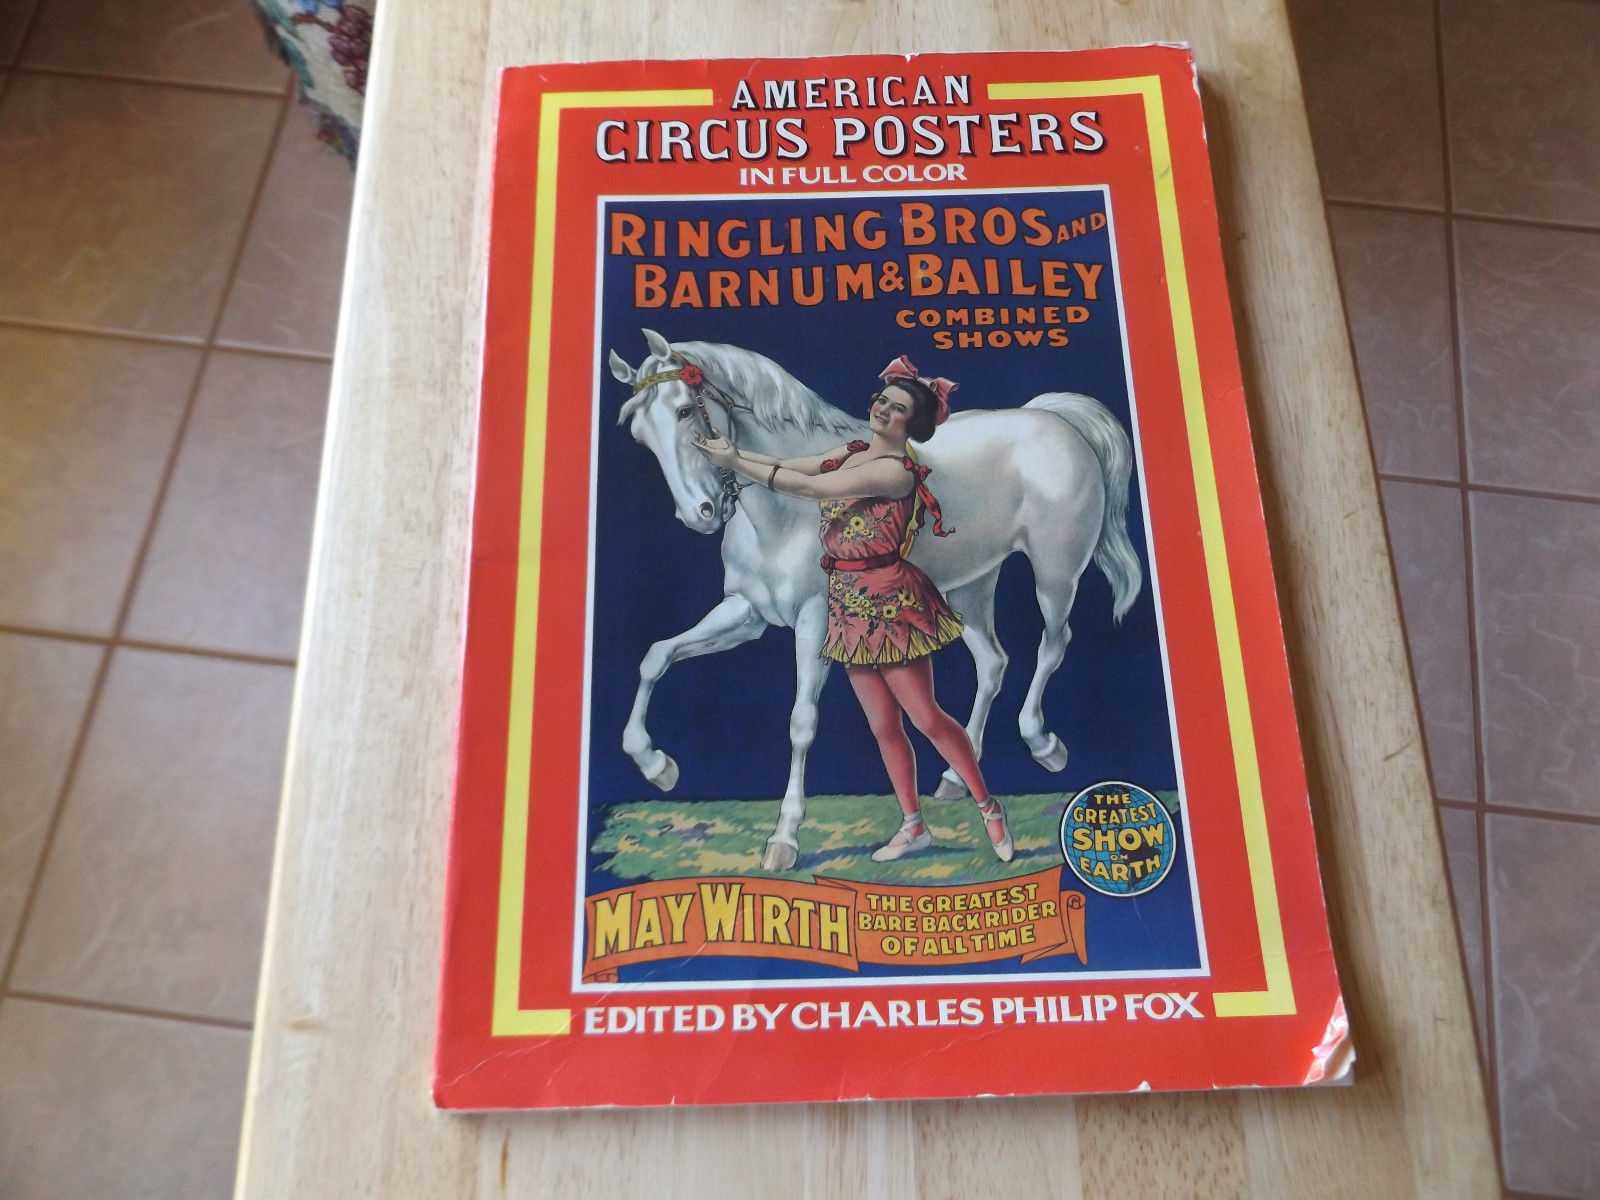 AMERICAN
CIRCUS POSTERS
IN FULL COLOR
RINGLING BROS AND
BARNUM & BAILEY
COMBINED
SHOWS
THE
GREATEST
SHOW
ON
EARTH
MAY WIRTH
THE GREATEST
BARE BACK RIDER
OF ALL TIME
EDITED BY CHARLES PHILIP FOX